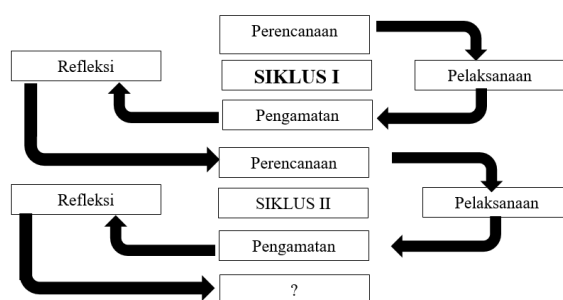 Perencanaan
Refleksi
SIKLUS I
Pelaksanaan
Pengamatan
Perencanaan
Refleksi
SIKLUS II
Pelaksanaan
Pengamatan
?